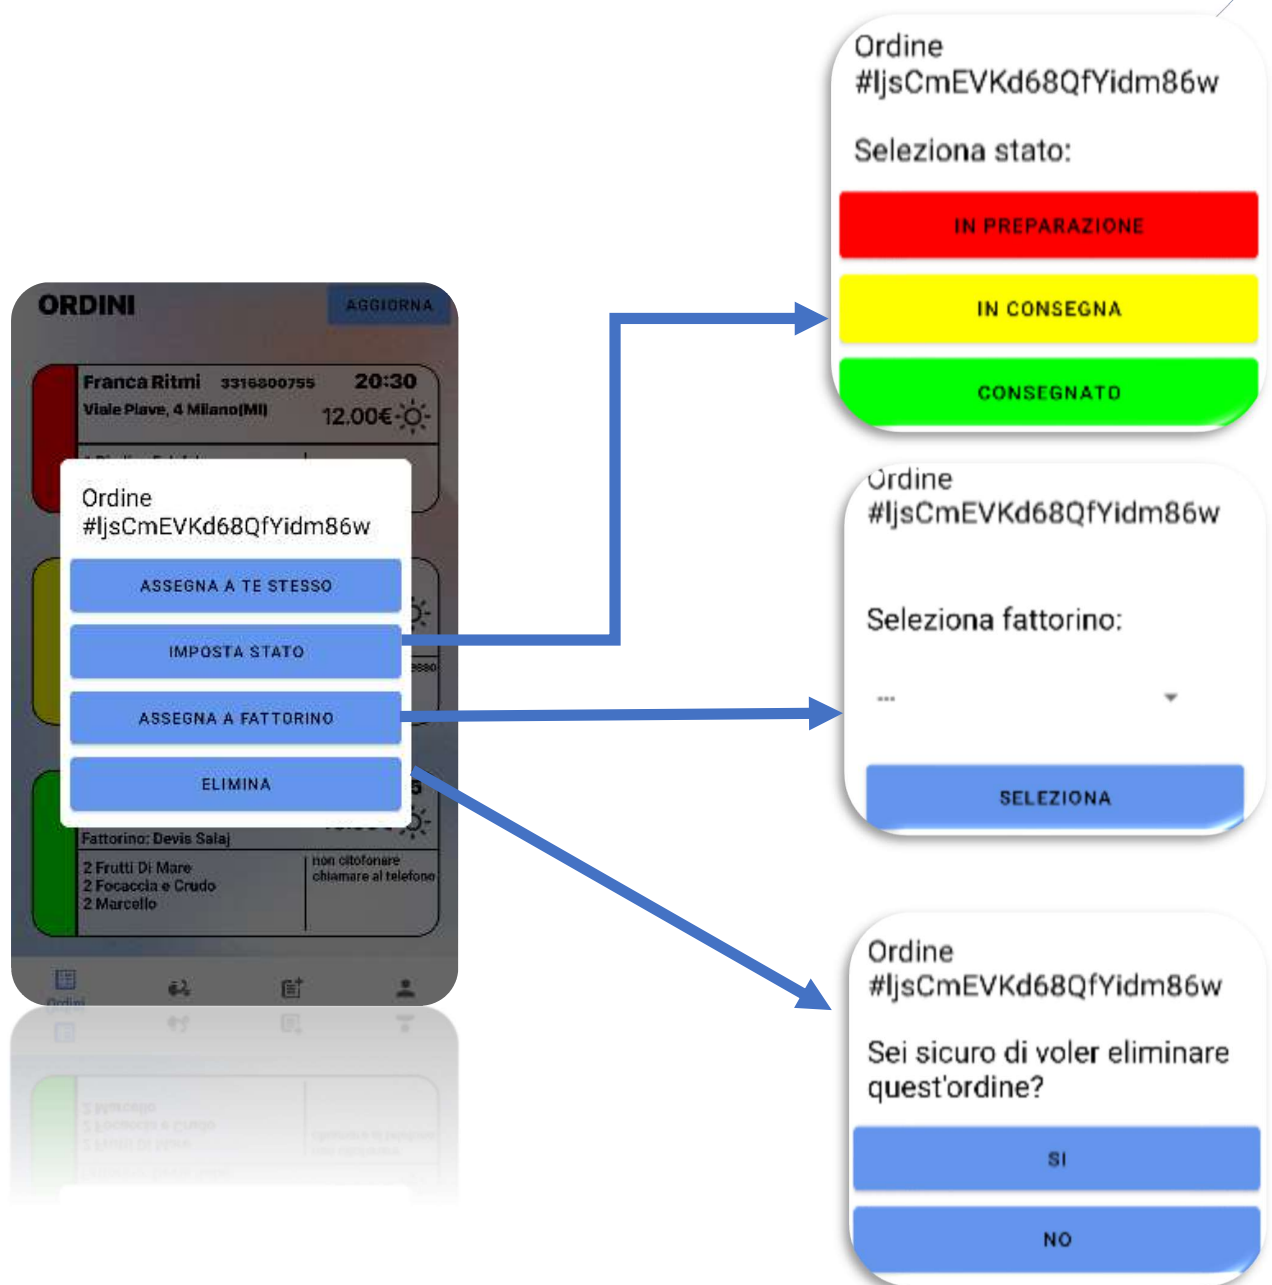 ORDINI
AGGIORNA
Franca Ritmi 3316800755 20:30
Viale Piave, 4 Milano(MI)
12.00€
Ordine
#ljsCmEVKd68QfYidm86w
ASSEGNA A TE STESSO
IMPOSTA STATO
ASSEGNA A FATTORINO
ELIMINA
Fattorino: Devis Salaj
2 Frutti Di Mare
2 Focaccia e Crudo
2 Marcello
non citofonare
chiamare al telefono
Ordini
Ordine
#ljsCmEVKd68QfYidm86w
Seleziona stato:
IN PREPARAZIONE
IN CONSEGNA
CONSEGNATO
Ordine
#ljsCmEVKd68QfYidm86w
Seleziona fattorino:
---
SELEZIONA
Ordine
#ljsCmEVKd68QfYidm86w
Sei sicuro di voler eliminare
quest'ordine?
SI
NO